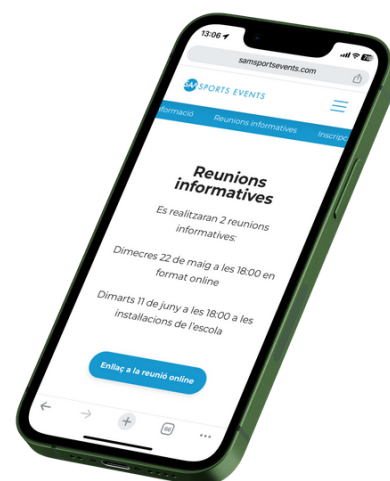 13:06
samsportsevents.com
SAM SPORTS EVENTS
formació Reunions informatives Inscripc
Reunions
informatives
Es realitzaran 2 reunions
informatives:
Dimecres 22 de maig a les 18:00 en
format online
Dimarts 11 de juny a les 18:00 a les
instal·lacions de l'escola
Enllaç a la reunió online